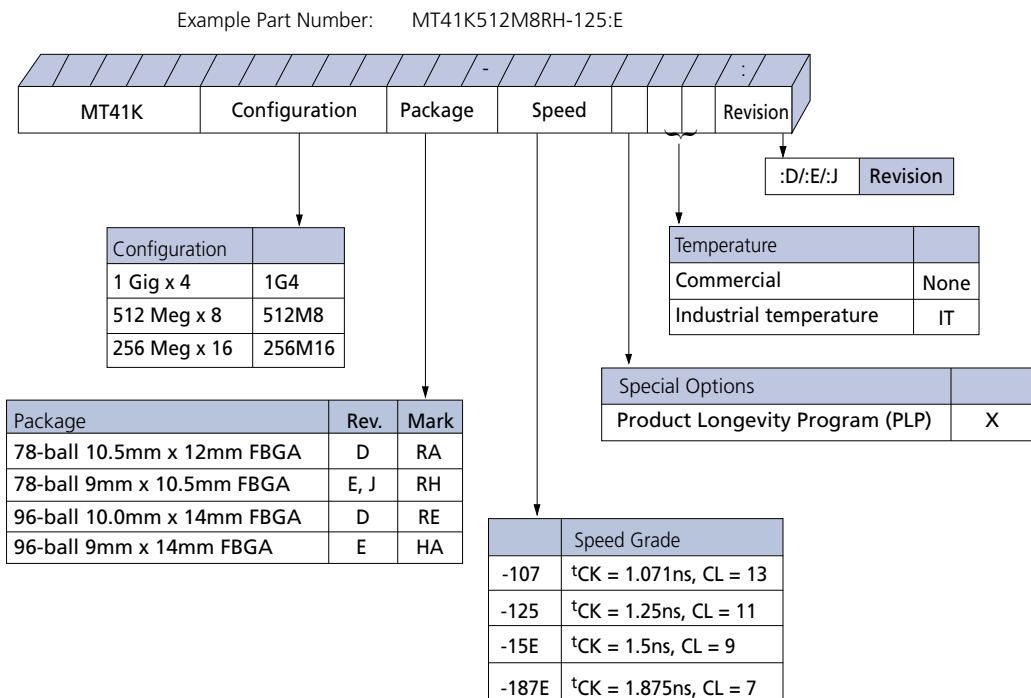 Example Part Number: MT41K512M8RH-125:E
- :
MT41K Configuration Package Speed Revision
:D/:E/:J Revision
Configuration
1 Gig x 4 1G4
512 Meg x 8 512M8
256 Meg x 16 256M16
Temperature
Commercial None
Industrial temperature IT
Special Options
Product Longevity Program (PLP) X
Package Rev. Mark
78-ball 10.5mm x 12mm FBGA D RA
78-ball 9mm x 10.5mm FBGA E, J RH
96-ball 10.0mm x 14mm FBGA D RE
96-ball 9mm x 14mm FBGA E HA
Speed Grade
-107 tCK = 1.071ns, CL = 13
-125 tCK = 1.25ns, CL = 11
-15E tCK = 1.5ns, CL = 9
-187E tCK = 1.875ns, CL = 7